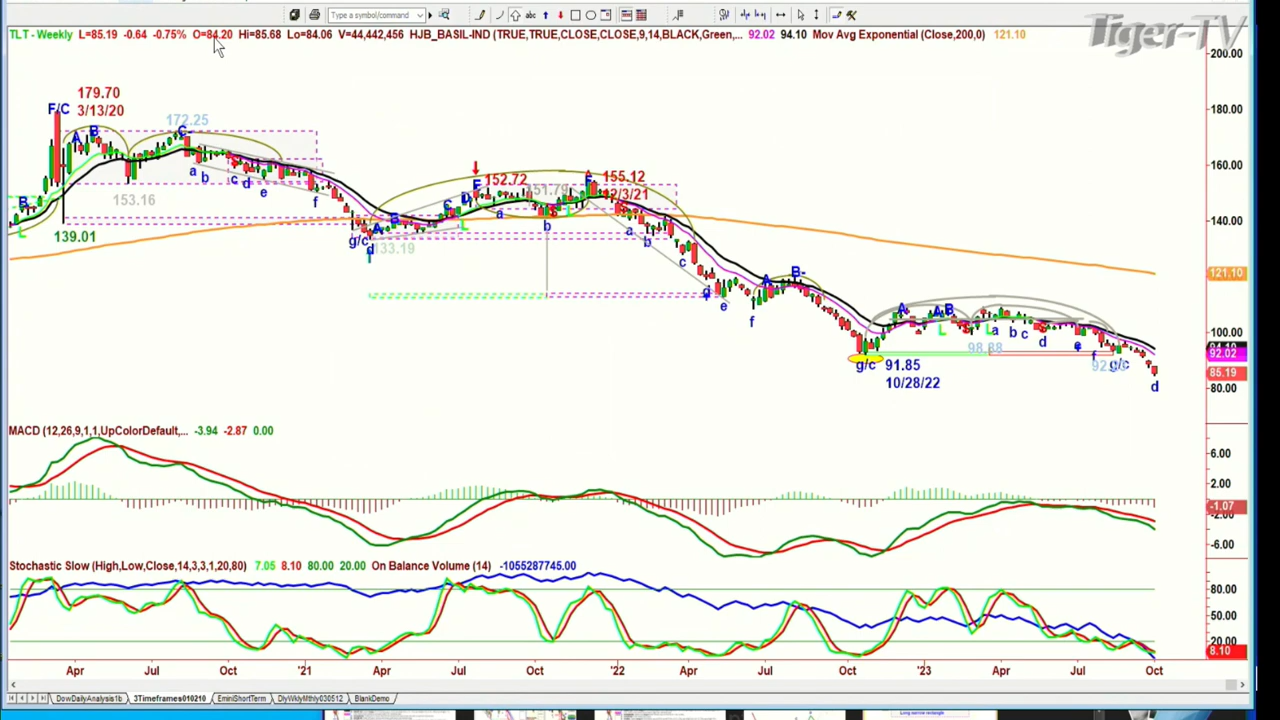 Type a symbol/command
abc
Tiger-TV
TLT - Weekly L=85.19 -0.64 -0.75% O=84.20 Hi=85.68 Lo=84.06 V=44,442,456 HJB_BASIL-IND (TRUE,TRUE,CLOSE,CLOSE,9,14,BLACK,Green,... 92.02 94.10 Mov Avg Exponential (Close,200,0) 121.10
200.00
179.70
F/C 3/13/20
180.00
172.25
A B C-
160.00
a b c d e f
153.16
F 152.72 151.79 F 155.12
12/3/21
B
L
139.01
140.00
g/c d A B C D L
133.19
a b $ L
a b c d e f
A B-
121.10
A A B
L L a b c d e f g/c
100.00
98.88
92.02
g/c 91.85
10/28/22
85.19
80.00
d
MACD (12,26,9,1,1,UpColorDefault,... -3.94 -2.87 0.00
6.00
2.00
-1.07
-2.00
-6.00
Stochastic Slow (High,Low,Close,14,3,3,1,20,80) 7.05 8.10 80.00 20.00 On Balance Volume (14) -1055287745.00
80.00
50.00
20.00
8.10
Apr Jul Oct '21 Apr Jul Oct '22 Apr Jul Oct '23 Apr Jul Oct
DowDailyAnalysis1b 3Timeframes010210 EminiShortTerm DlyWklyMthly030512 BlankDemo